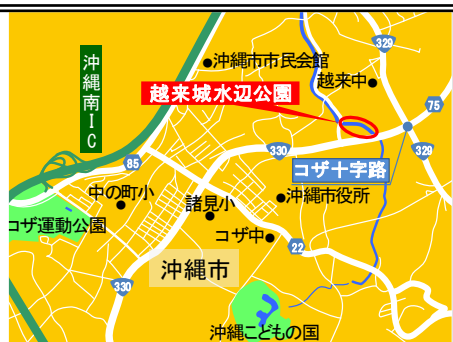 沖縄市市民会館
329
沖縄南IC
越来中
越来城水辺公園
75
330
85
コザ十字路
329
中の町小
諸見小
沖縄市役所
コザ運動公園
コザ中
22
沖縄市
330
沖縄こどもの国